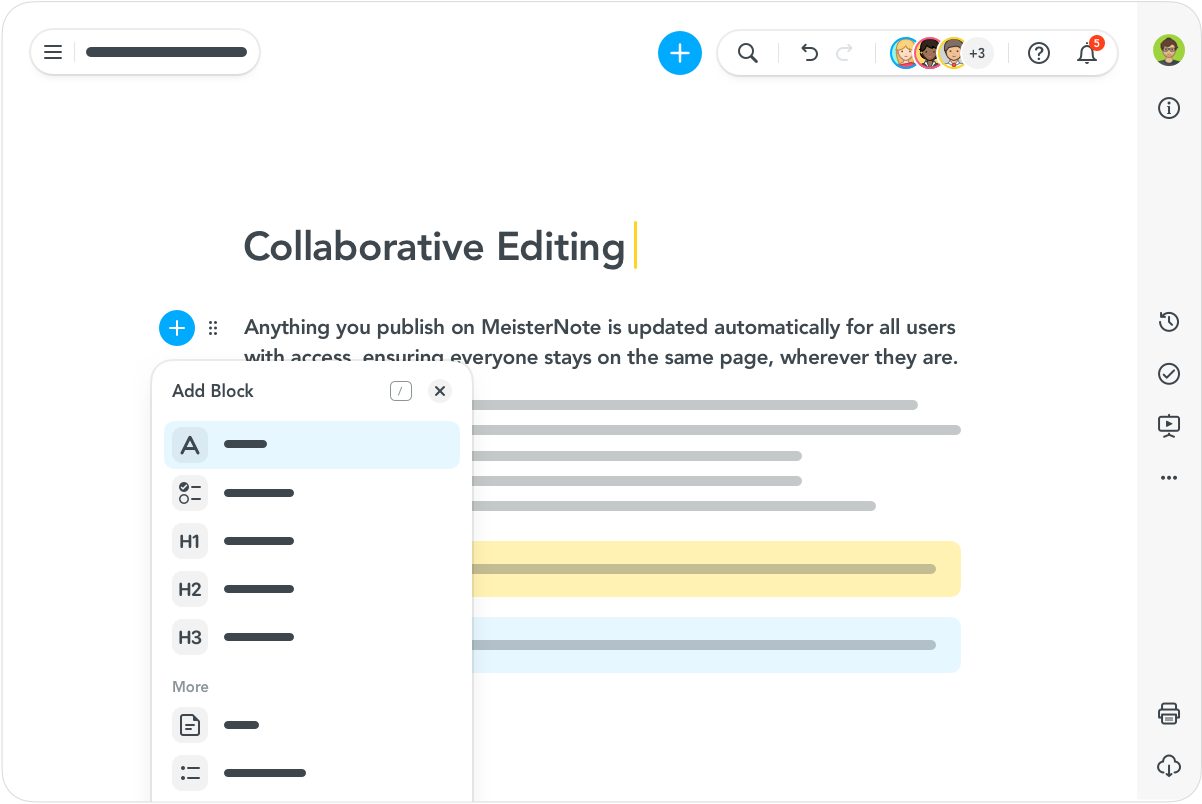 +3
5
Collaborative Editing
Anything you publish on MeisterNote is updated automatically for all users
with access, ensuring everyone stays on the same page, wherever they are.
Add Block
/
A
H1
H2
H3
More